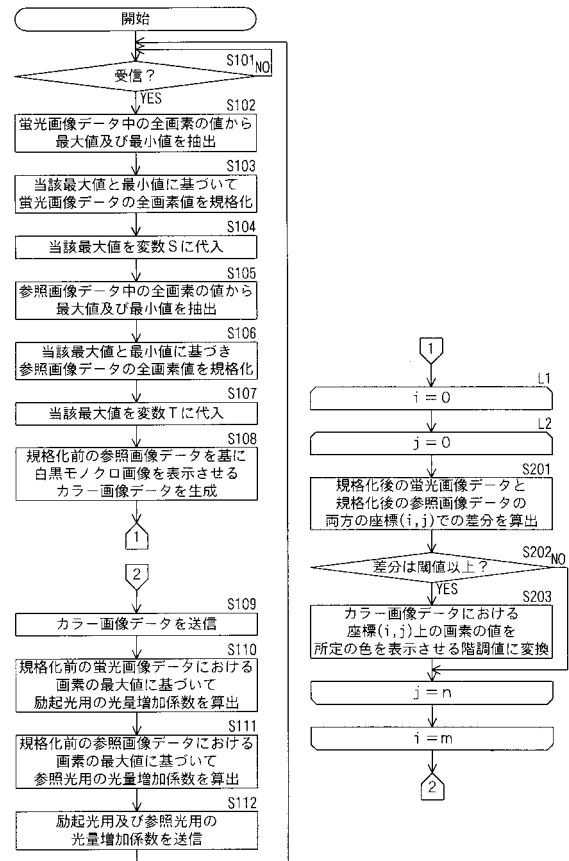 開始
S101
受信？
NO
YES
S102
蛍光画像データ中の全画素の値から
最大値及び最小値を抽出
S103
当該最大値と最小値に基づいて
蛍光画像データの全画素値を規格化
S104
当該最大値を変数Sに代入
S105
参照画像データ中の全画素の値から
最大値及び最小値を抽出
S106
当該最大値と最小値に基づき
参照画像データの全画素値を規格化
S107
当該最大値を変数Tに代入
S108
規格化前の参照画像データを基に
白黒モノクロ画像を表示させる
カラー画像データを生成
1
2
S109
カラー画像データを送信
S110
規格化前の蛍光画像データにおける
画素の最大値に基づいて
励起光用の光量増加係数を算出
S111
規格化前の参照画像データにおける
画素の最大値に基づいて
参照光用の光量増加係数を算出
S112
励起光用及び参照光用の
光量増加係数を送信
1
L1
i=0
L2
j=0
S201
規格化後の蛍光画像データと
規格化後の参照画像データの
両方の座標(i,j)での差分を算出
S202
差分は閾値以上？
NO
YES
S203
カラー画像データにおける
座標(i,j)上の画素の値を
所定の色を表示させる階調値に変換
j=n
i=m
2